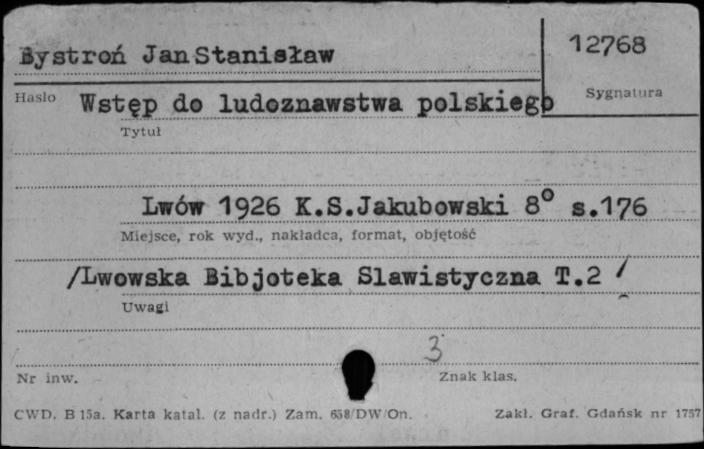 Bystroń Jan Stanisław
12768
Hasło
Sygnatura
Wstęp do ludoznawstwa polskiego
Tytuł
Lwów 1926 K.S.Jakubowski 8° s.176
Miejsce, rok wyd., nakładca, format, objętość
/Lwowska Bibjoteka Slawistyczna T.2 /
Uwagi
3
Nr inw.
Znak klas.
CWD. B 15a. Karta katal. (z nadr.) Zam. 658/DW/On.
Zakł. Graf. Gdańsk nr 1757